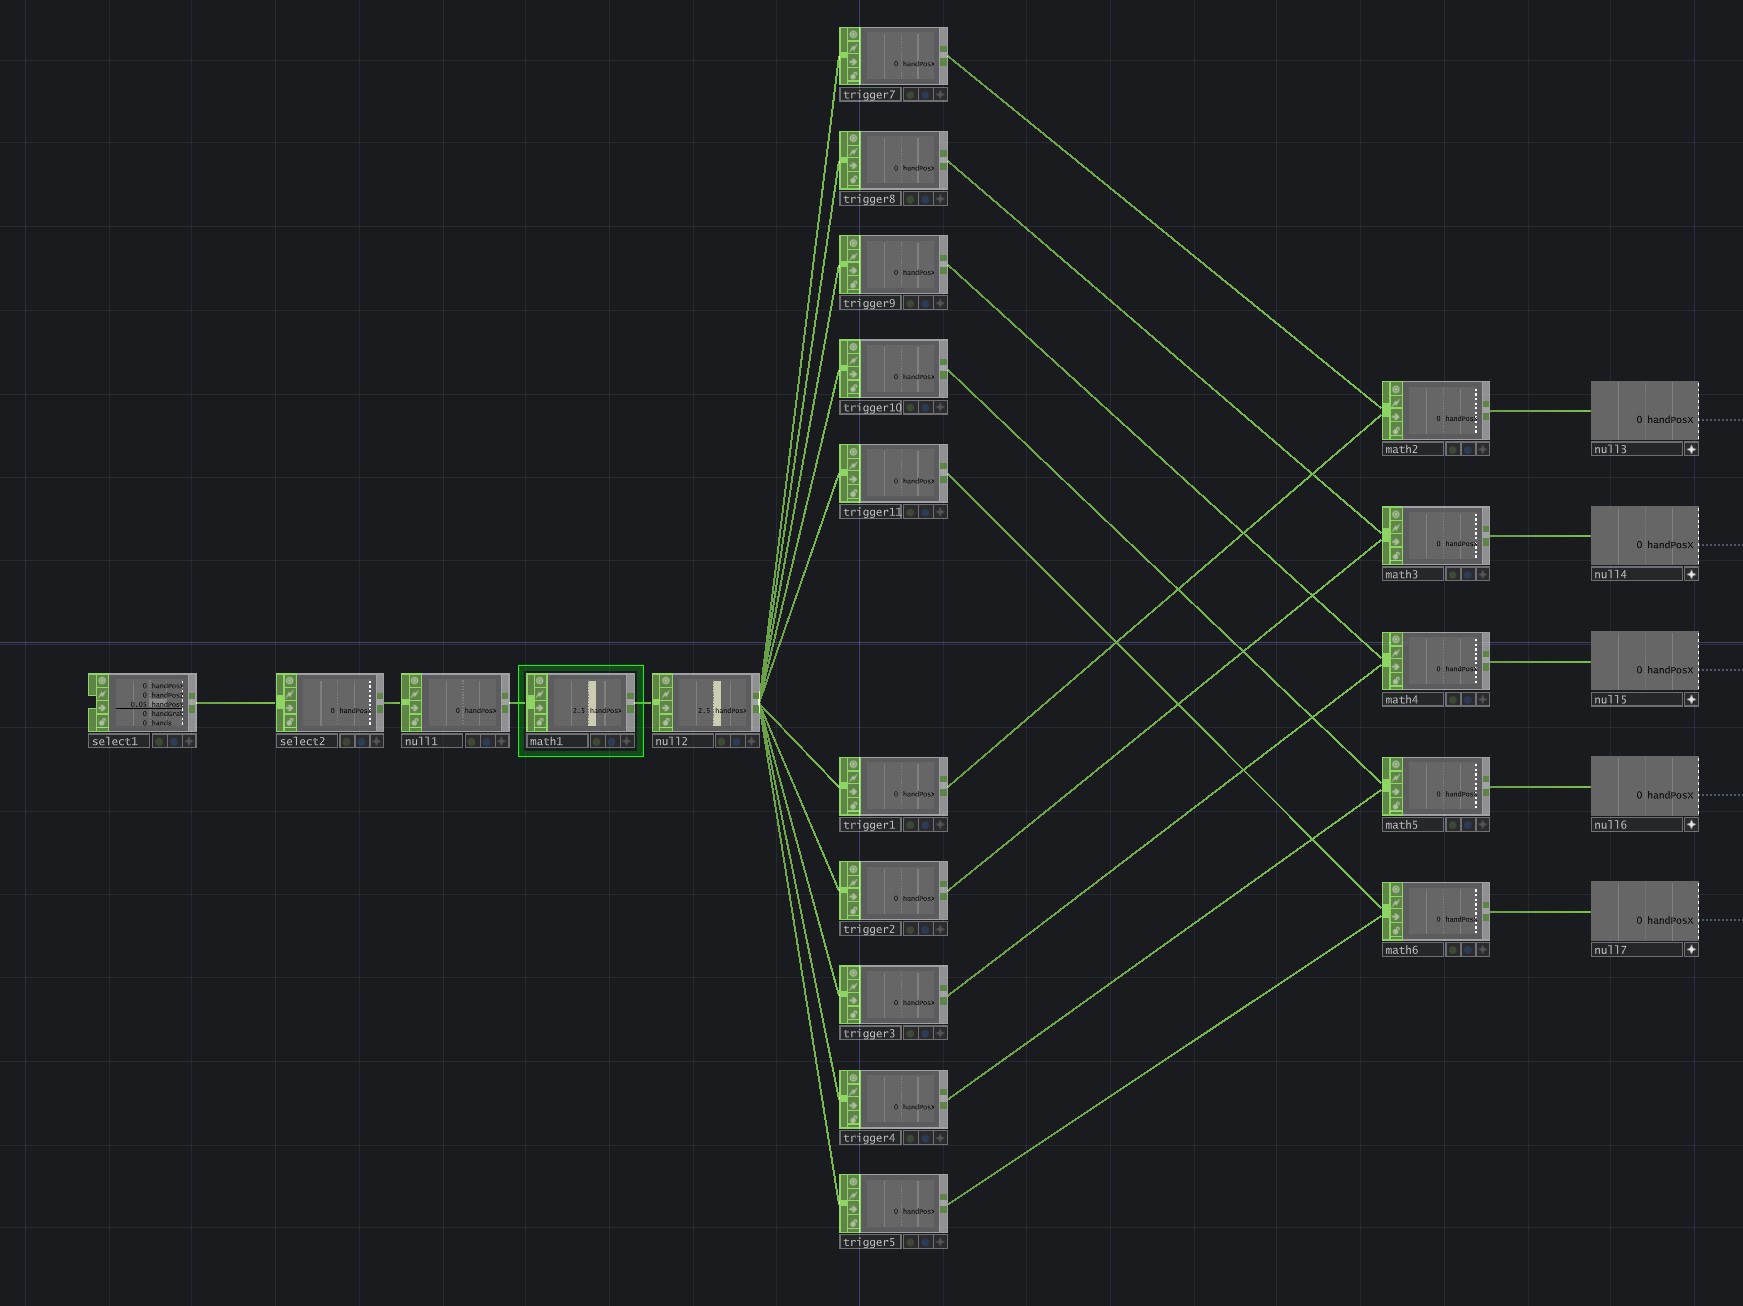 0 handPosX
trigger7
0 handPosX
trigger8
0 handPosX
trigger9
0 handPosX
trigger10
0 handPosX
trigger11
0 handPosX
math2
0 handPosX
null3
0 handPosX
math3
0 handPosX
null4
0 handPosX
math4
0 handPosX
null5
0 handPosX
0 handPosZ
0.05 handPosY
0 handGrab
0 hands
select1
0 handPosX
select2
0 handPosX
null1
2.5 handPosX
math1
2.5 handPosX
null2
0 handPosX
trigger1
0 handPosX
math5
0 handPosX
null6
0 handPosX
trigger2
0 handPosX
math6
0 handPosX
null7
0 handPosX
trigger3
0 handPosX
trigger4
0 handPosX
trigger5